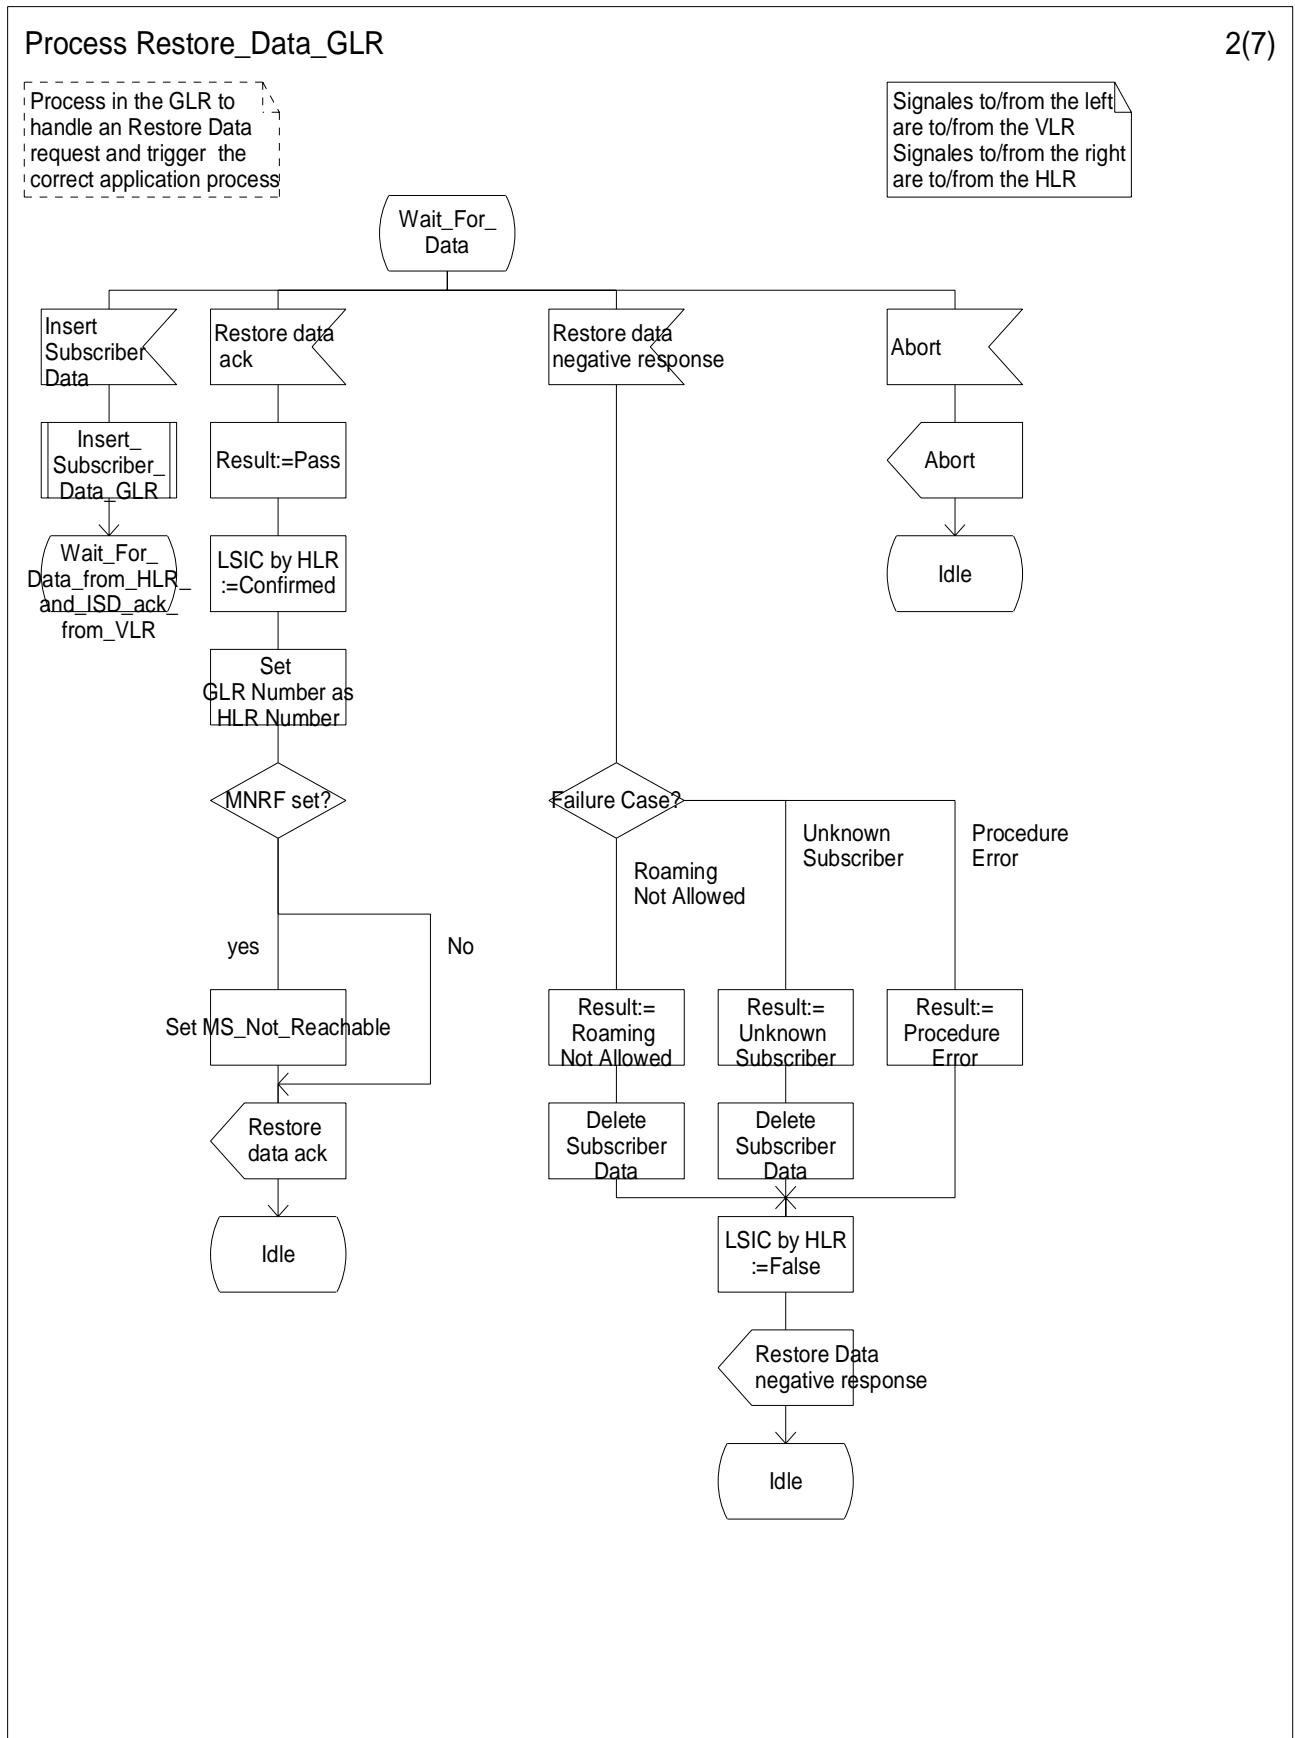 Process Restore_Data_GLR
2(7)
Process in the GLR to
handle an Restore Data
request and trigger the
correct application process
Signales to/from the left
are to/from the VLR
Signales to/from the right
are to/from the HLR
Wait_For_
Data
Insert
Subscriber
Data
Restore data
ack
Restore data
negative response
Abort
Insert_
Subscriber_
Data_GLR
Result:=Pass
Abort
Wait_For_
Data_from_HLR_
and_ISD_ack_
from_VLR
LSIC by HLR
:=Confirmed
Idle
Set
GLR Number as
HLR Number
MNRF set?
Failure Case?
Roaming
Not Allowed
Unknown
Subscriber
Procedure
Error
yes
No
Set MS_Not_Reachable
Result:=
Roaming
Not Allowed
Result:=
Unknown
Subscriber
Result:=
Procedure
Error
Restore
data ack
Delete
Subscriber
Data
Delete
Subscriber
Data
Idle
LSIC by HLR
:=False
Restore Data
negative response
Idle